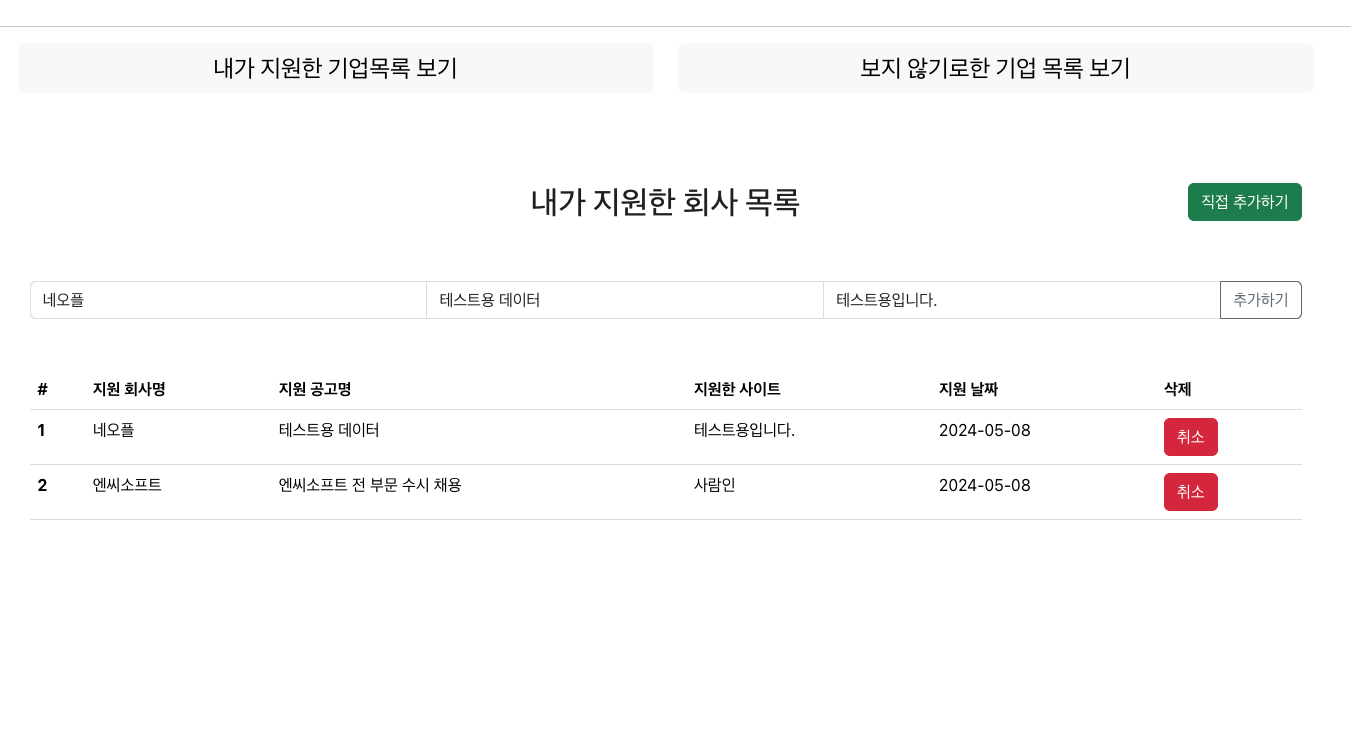 내가 지원한 기업목록 보기 보지 않기로한 기업 목록 보기
내가 지원한 회사 목록 직접 추가하기
네오플 테스트용 데이터 테스트용입니다. 추가하기
# 지원 회사명 지원 공고명 지원한 사이트 지원 날짜 삭제
1 네오플 테스트용 데이터 테스트용입니다. 2024-05-08 취소
2 엔씨소프트 엔씨소프트 전 부문 수시 채용 사람인 2024-05-08 취소